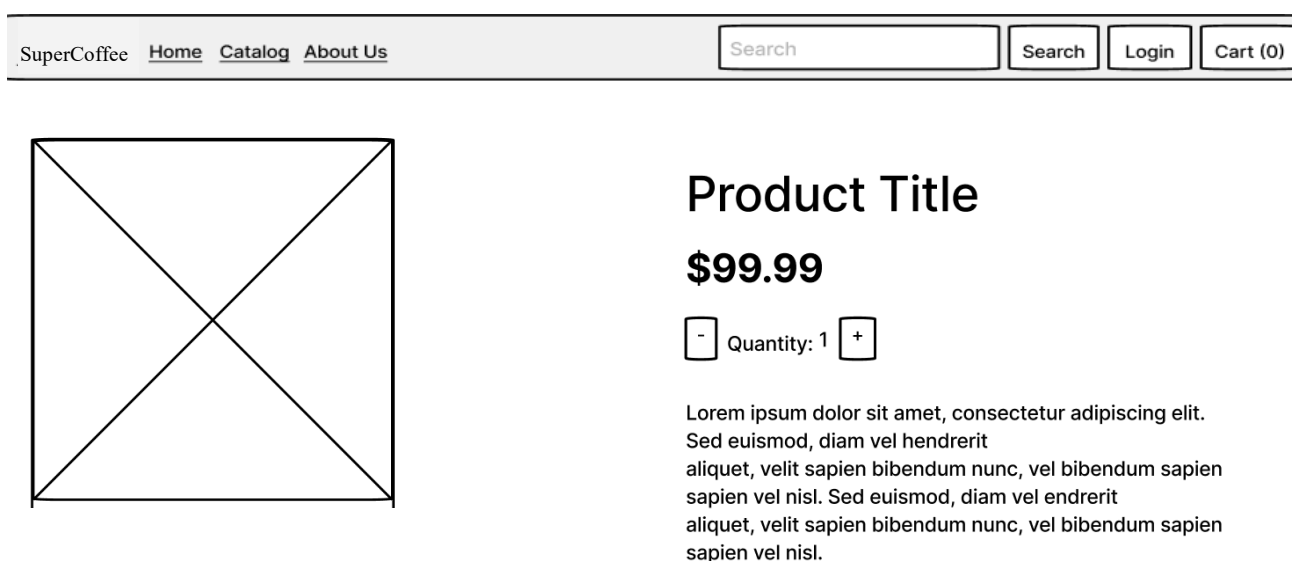 SuperCoffee Home Catalog About Us Search Search Login Cart (0)
Product Title
$99.99
- Quantity: 1 +
Lorem ipsum dolor sit amet, consectetur adipiscing elit.
Sed euismod, diam vel hendrerit
aliquet, velit sapien bibendum nunc, vel bibendum sapien
sapien vel nisl. Sed euismod, diam vel endrerit
aliquet, velit sapien bibendum nunc, vel bibendum sapien
sapien vel nisl.